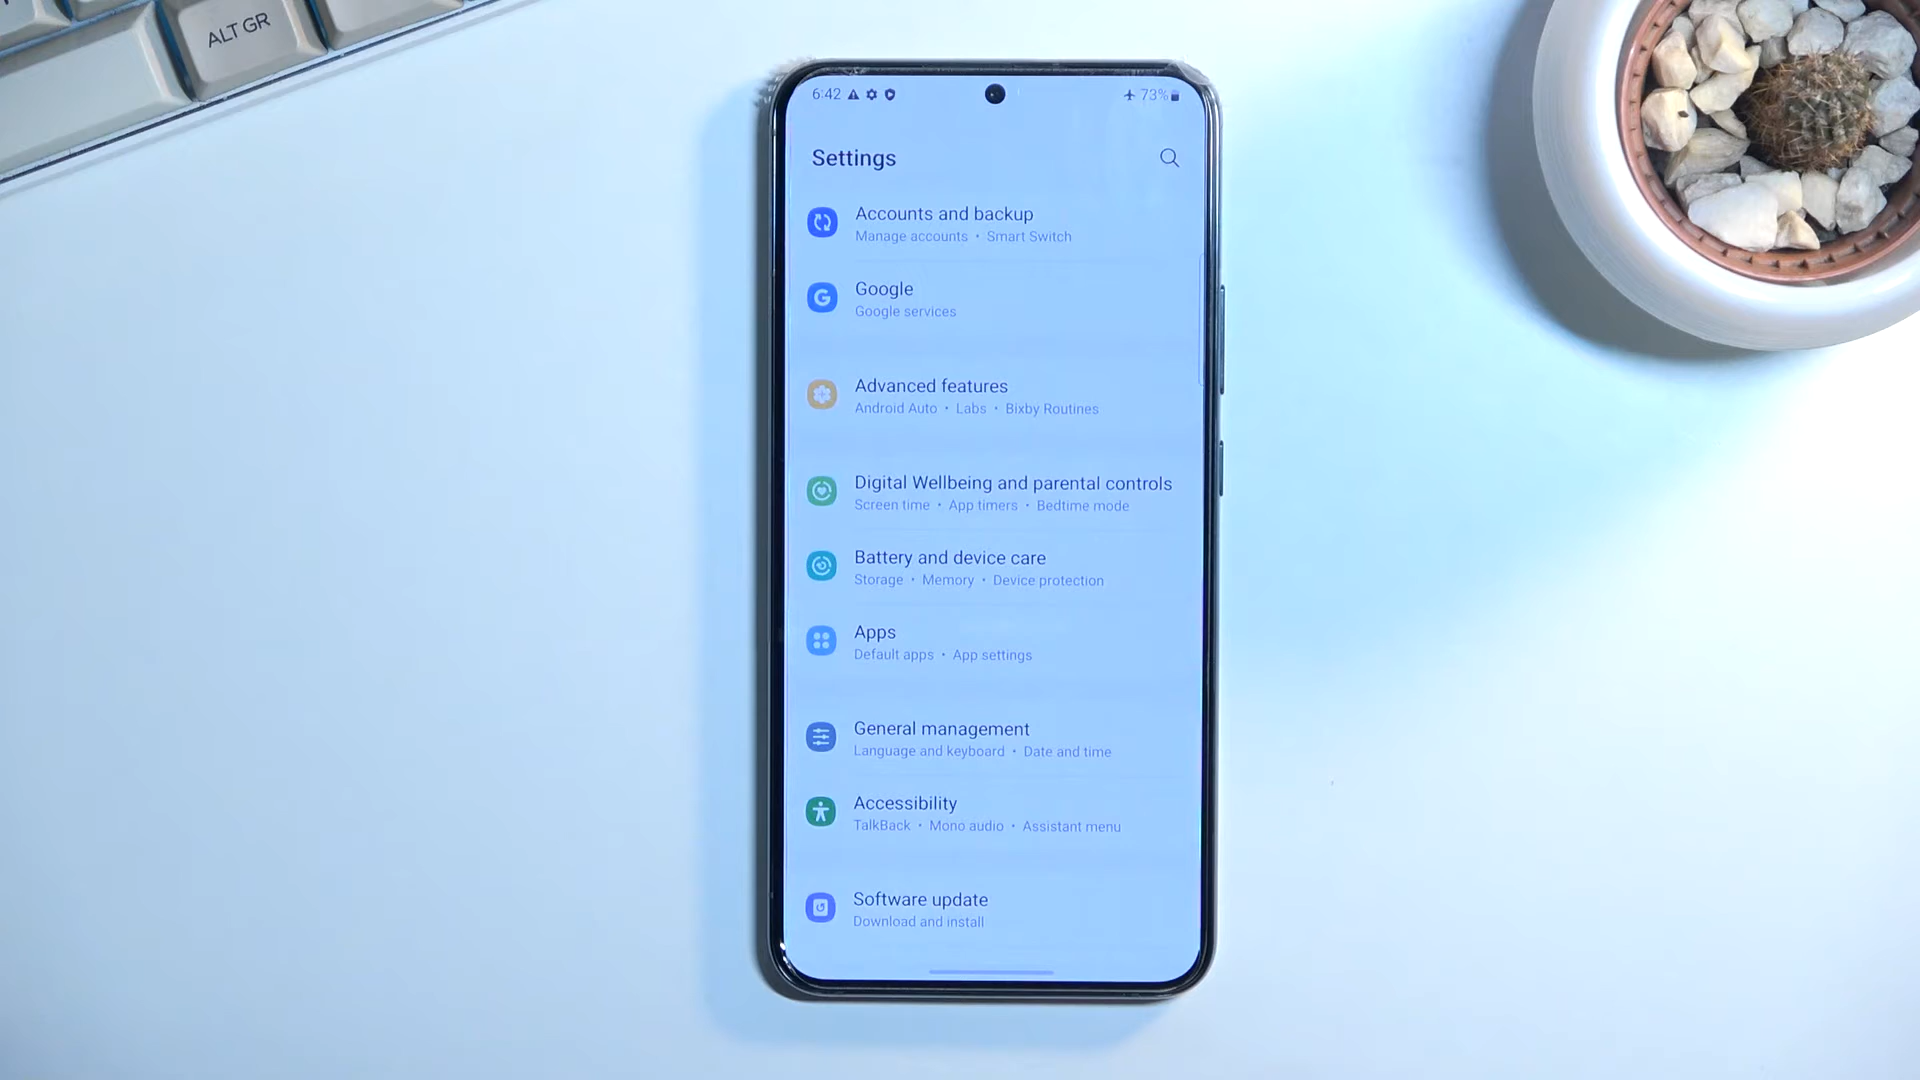 ALT GR
6:42
73%
Settings
Accounts and backup
Manage accounts • Smart Switch
Google
Google services
Advanced features
Android Auto • Labs • Bixby Routines
Digital Wellbeing and parental controls
Screen time • App timers • Bedtime mode
Battery and device care
Storage • Memory • Device protection
Apps
Default apps • App settings
General management
Language and keyboard • Date and time
Accessibility
TalkBack • Mono audio • Assistant menu
Software update
Download and install